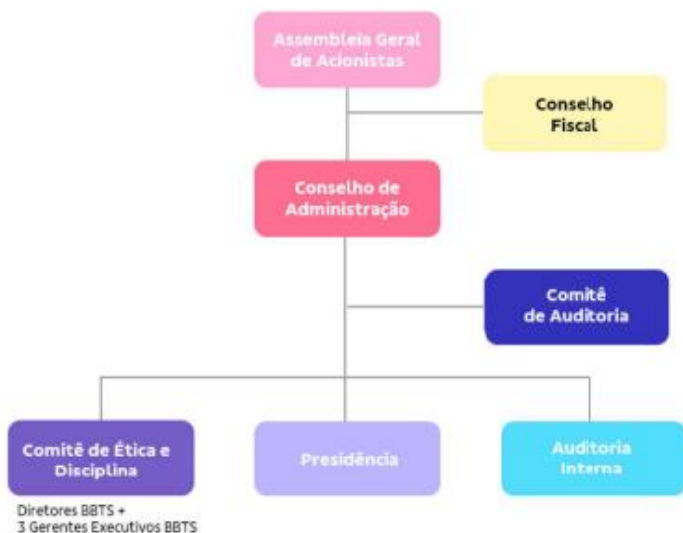 Assembleia Geral
de Acionistas
Conselho
Fiscal
Conselho de
Administração
Comitê
de Auditoria
Comitê de Ética e
Disciplina
Presidência
Auditoria
Interna
Diretores BBTS +
3 Gerentes Executivos BBTS